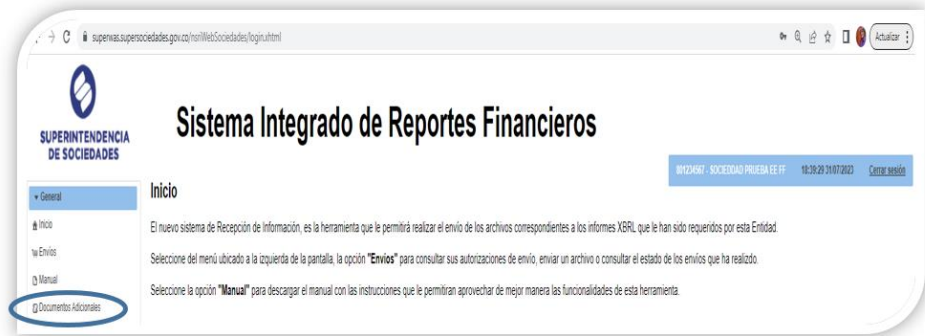 superwas.supersociedades.gov.co/nsriWebSociedades/login.xhtml
Actualizar
SUPERINTENDENCIA
DE SOCIEDADES
Sistema Integrado de Reportes Financieros
801234567 - SOCIEDDAD PRUEBA EE FF 18:39:29 31/07/2023 Cerrar sesión
General
Inicio
Envíos
Manual
Documentos Adicionales
Inicio
El nuevo sistema de Recepción de Información, es la herramienta que le permitirá realizar el envío de los archivos correspondientes a los informes XBRL que le han sido requeridos por esta Entidad.
Seleccione del menú ubicado a la izquierda de la pantalla, la opción "Envíos" para consultar sus autorizaciones de envío, enviar un archivo o consultar el estado de los envíos que ha realizdo.
Seleccione la opción "Manual" para descargar el manual con las instrucciones que le permitiran aprovechar de mejor manera las funcionalidades de esta herramienta.